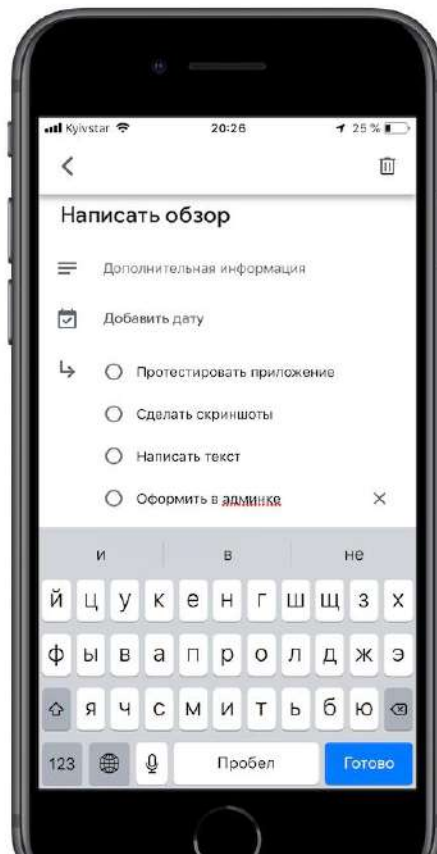 Kyivstar 20:26 25 %
Написать обзор
Дополнительная информация
Добавить дату
Протестировать приложение
Сделать скриншоты
Написать текст
Оформить в админке
и в не
й ц у к е н г ш щ з х
ф ы в а п р о л д ж э
я ч с м и т ь б ю
123 Пробел Готово